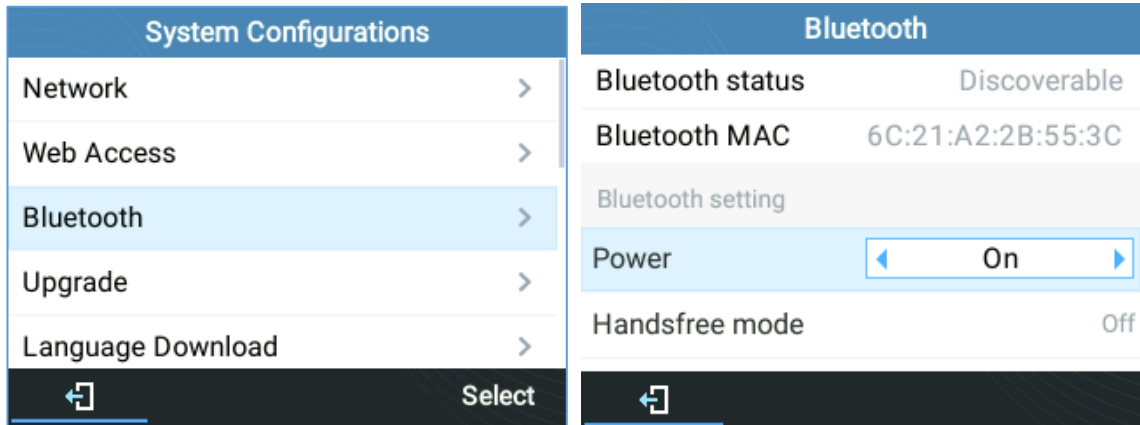 System Configurations
Network
Web Access
Bluetooth
Upgrade
Language Download
Select
Bluetooth
Bluetooth status Discoverable
Bluetooth MAC 6C:21:A2:2B:55:3C
Bluetooth setting
Power On
Handsfree mode Off